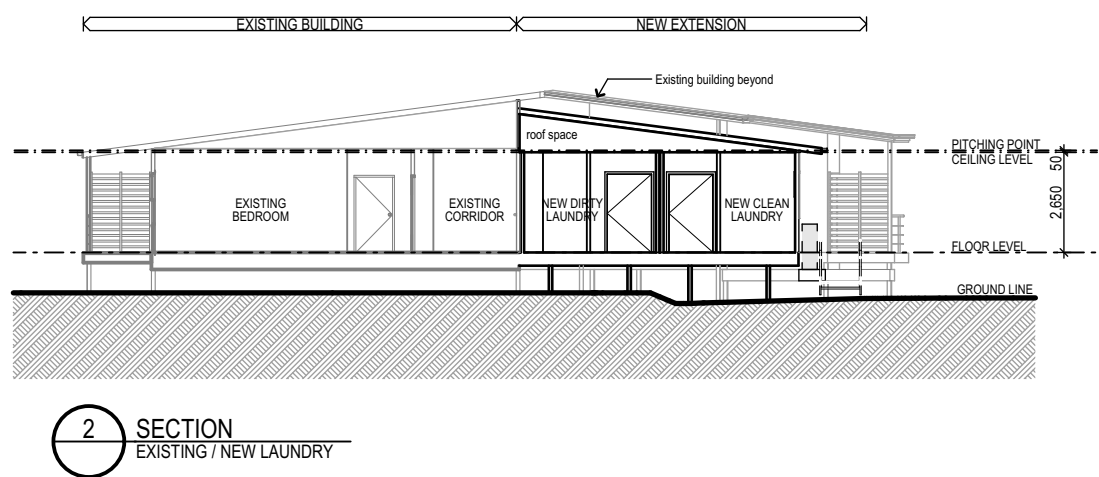 EXISTING BUILDING
NEW EXTENSION
Existing building beyond
roof space
PITCHING POINT
CEILING LEVEL
50
2,650
EXISTING
BEDROOM
EXISTING
CORRIDOR
NEW DIRTY
LAUNDRY
NEW CLEAN
LAUNDRY
FLOOR LEVEL
GROUND LINE
2
SECTION
EXISTING / NEW LAUNDRY